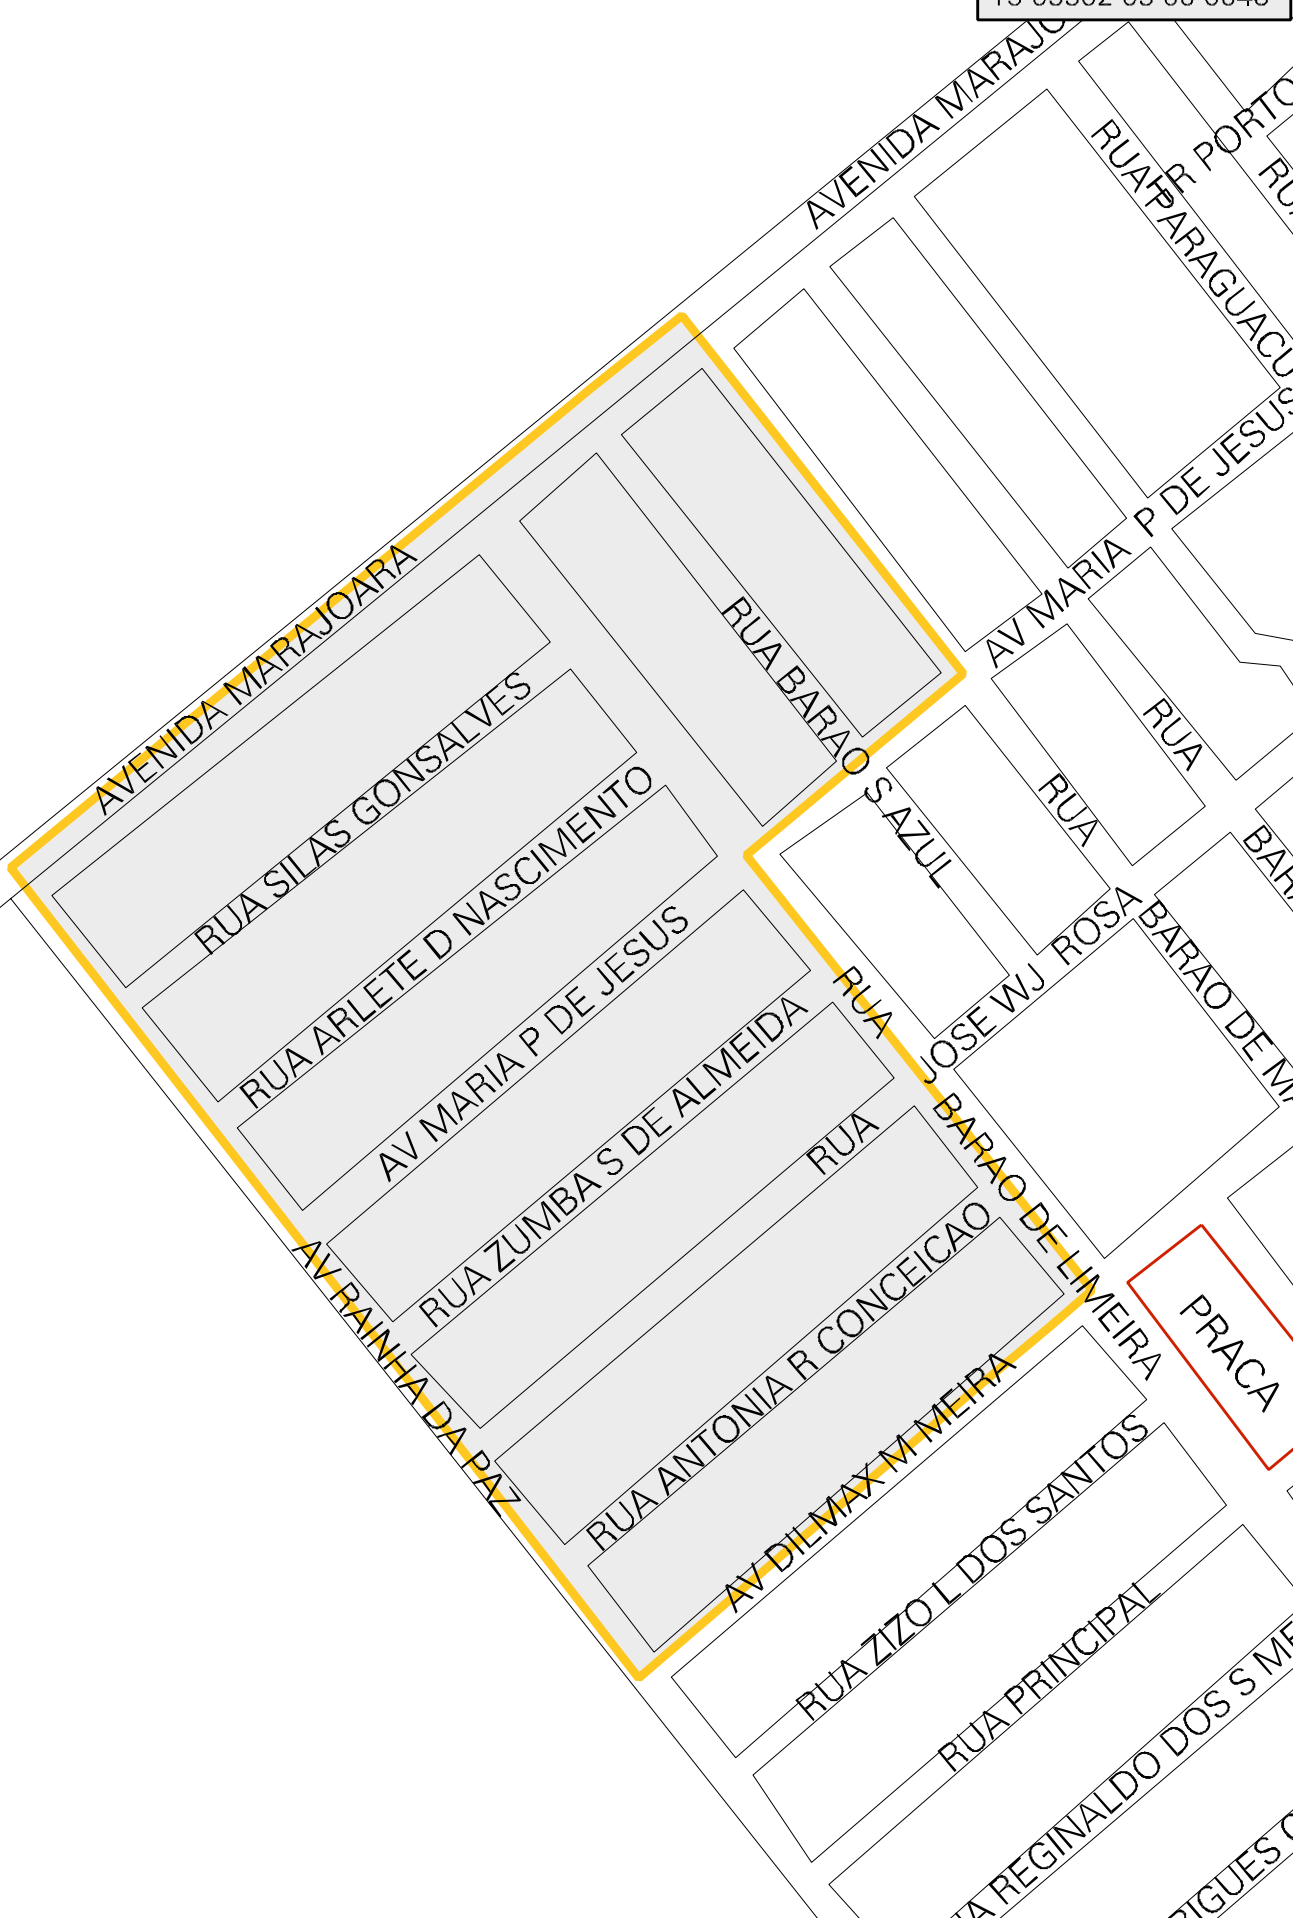 AVENIDA MARAJO
R PORTO
RUA PARAGUACU
AVENIDA MARAJOARA
AV MARIA P DE JESUS
RUA BARAO S AZUL
RUA SILAS GONSALVES
RUA
RUA
RUA ARLETE D NASCIMENTO
AV MARIA P DE JESUS
JOSE WJ ROSA
BARAO DE MA
RUA ZUMBA S DE ALMEIDA
RUA
RUA BARAO DE LIMEIRA
AV RAINHA DA PAZ
RUA ANTONIA R CONCEICAO
PRACA
AV DILMAX M MEIRA
RUA ZIZO L DOS SANTOS
RUA PRINCIPAL
A REGINALDO DOS S ME
RIGUES